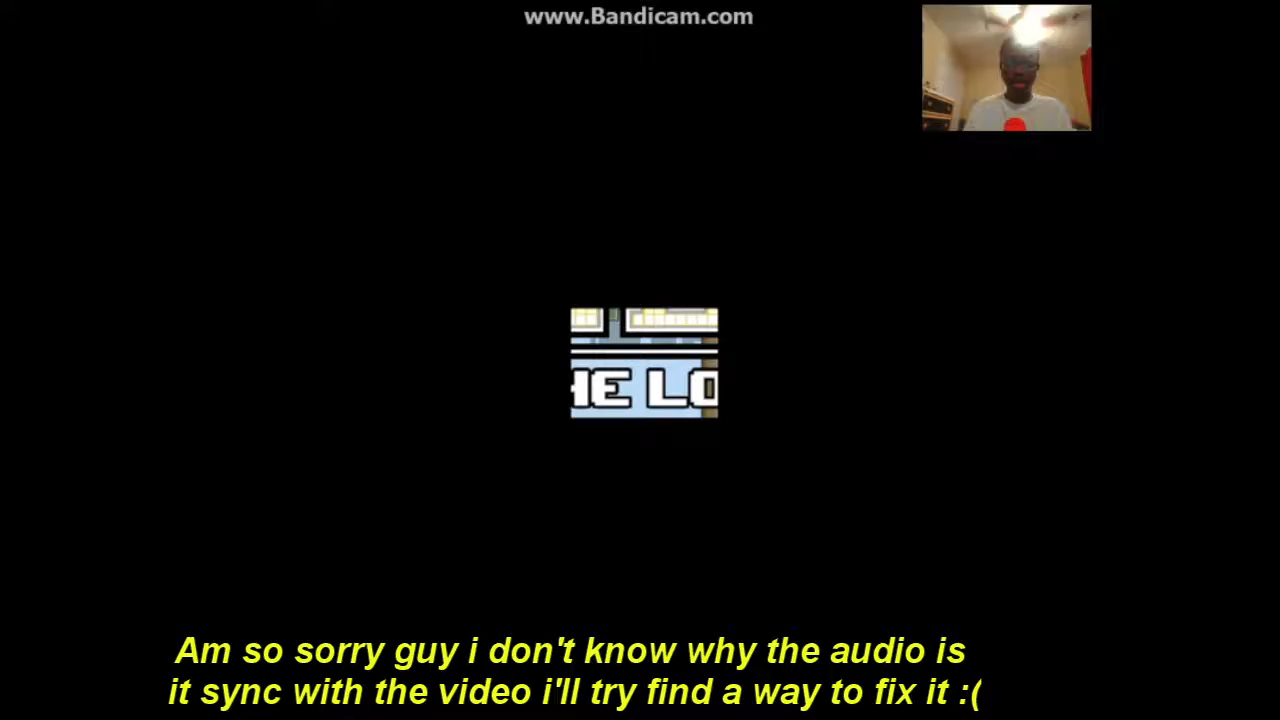 www.Bandicam.com
HE LO
Am so sorry guy i don't know why the audio is
it sync with the video i'll try find a way to fix it :(